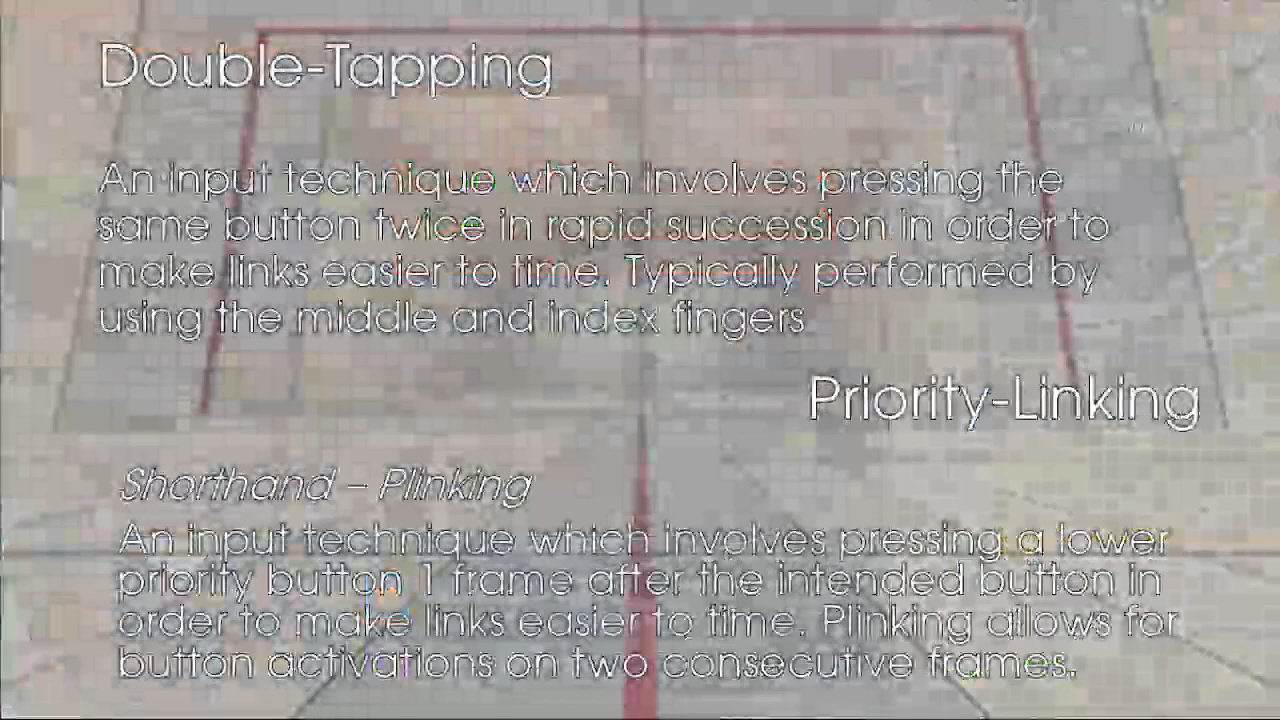 Double-Tapping
An input technique which involves pressing the
same button twice in rapid succession in order to
make links easier to time. Typically performed by
using the middle and index fingers
Priority-Linking
Shorthand – Plinking
An input technique which involves pressing a lower
priority button 1 frame after the intended button in
order to make links easier to time. Plinking allows for
button activations on two consecutive frames.